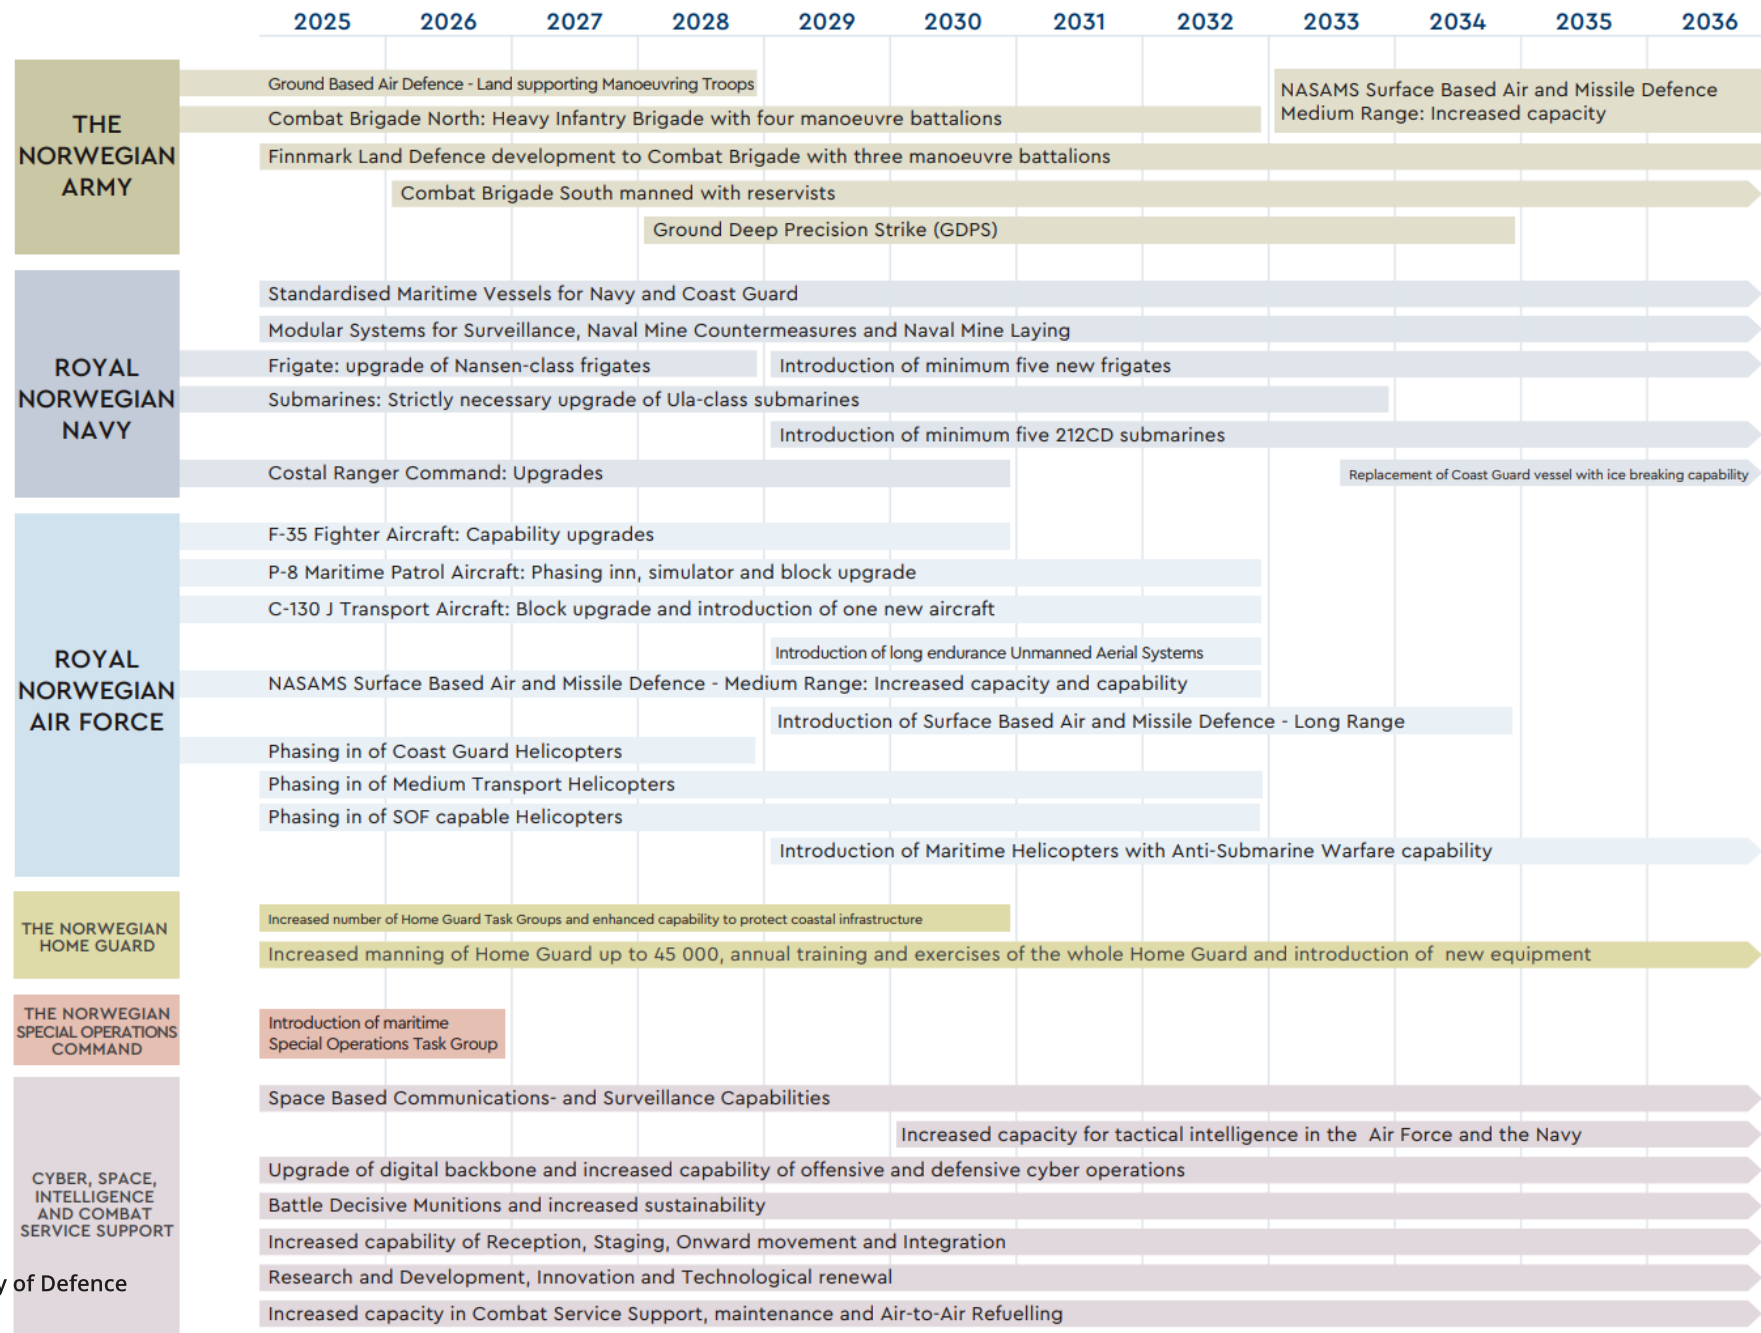 2025 2026 2027 2028 2029 2030 2031 2032 2033 2034 2035 2036
THE
NORWEGIAN
ARMY
Ground Based Air Defence - Land supporting Manoeuvring Troops
NASAMS Surface Based Air and Missile Defence
Medium Range: Increased capacity
Combat Brigade North: Heavy Infantry Brigade with four manoeuvre battalions
Finnmark Land Defence development to Combat Brigade with three manoeuvre battalions
Combat Brigade South manned with reservists
Ground Deep Precision Strike (GDPS)
ROYAL
NORWEGIAN
NAVY
Standardised Maritime Vessels for Navy and Coast Guard
Modular Systems for Surveillance, Naval Mine Countermeasures and Naval Mine Laying
Frigate: upgrade of Nansen-class frigates
Introduction of minimum five new frigates
Submarines: Strictly necessary upgrade of Ula-class submarines
Introduction of minimum five 212CD submarines
Costal Ranger Command: Upgrades
Replacement of Coast Guard vessel with ice breaking capability
ROYAL
NORWEGIAN
AIR FORCE
F-35 Fighter Aircraft: Capability upgrades
P-8 Maritime Patrol Aircraft: Phasing inn, simulator and block upgrade
C-130 J Transport Aircraft: Block upgrade and introduction of one new aircraft
Introduction of long endurance Unmanned Aerial Systems
NASAMS Surface Based Air and Missile Defence - Medium Range: Increased capacity and capability
Introduction of Surface Based Air and Missile Defence - Long Range
Phasing in of Coast Guard Helicopters
Phasing in of Medium Transport Helicopters
Phasing in of SOF capable Helicopters
Introduction of Maritime Helicopters with Anti-Submarine Warfare capability
THE NORWEGIAN
HOME GUARD
Increased number of Home Guard Task Groups and enhanced capability to protect coastal infrastructure
Increased manning of Home Guard up to 45 000, annual training and exercises of the whole Home Guard and introduction of new equipment
THE NORWEGIAN
SPECIAL OPERATIONS
COMMAND
Introduction of maritime
Special Operations Task Group
CYBER, SPACE,
INTELLIGENCE
AND COMBAT
SERVICE SUPPORT
Space Based Communications- and Surveillance Capabilities
Increased capacity for tactical intelligence in the Air Force and the Navy
Upgrade of digital backbone and increased capability of offensive and defensive cyber operations
Battle Decisive Munitions and increased sustainability
Increased capability of Reception, Staging, Onward movement and Integration
Research and Development, Innovation and Technological renewal
Increased capacity in Combat Service Support, maintenance and Air-to-Air Refuelling
y of Defence